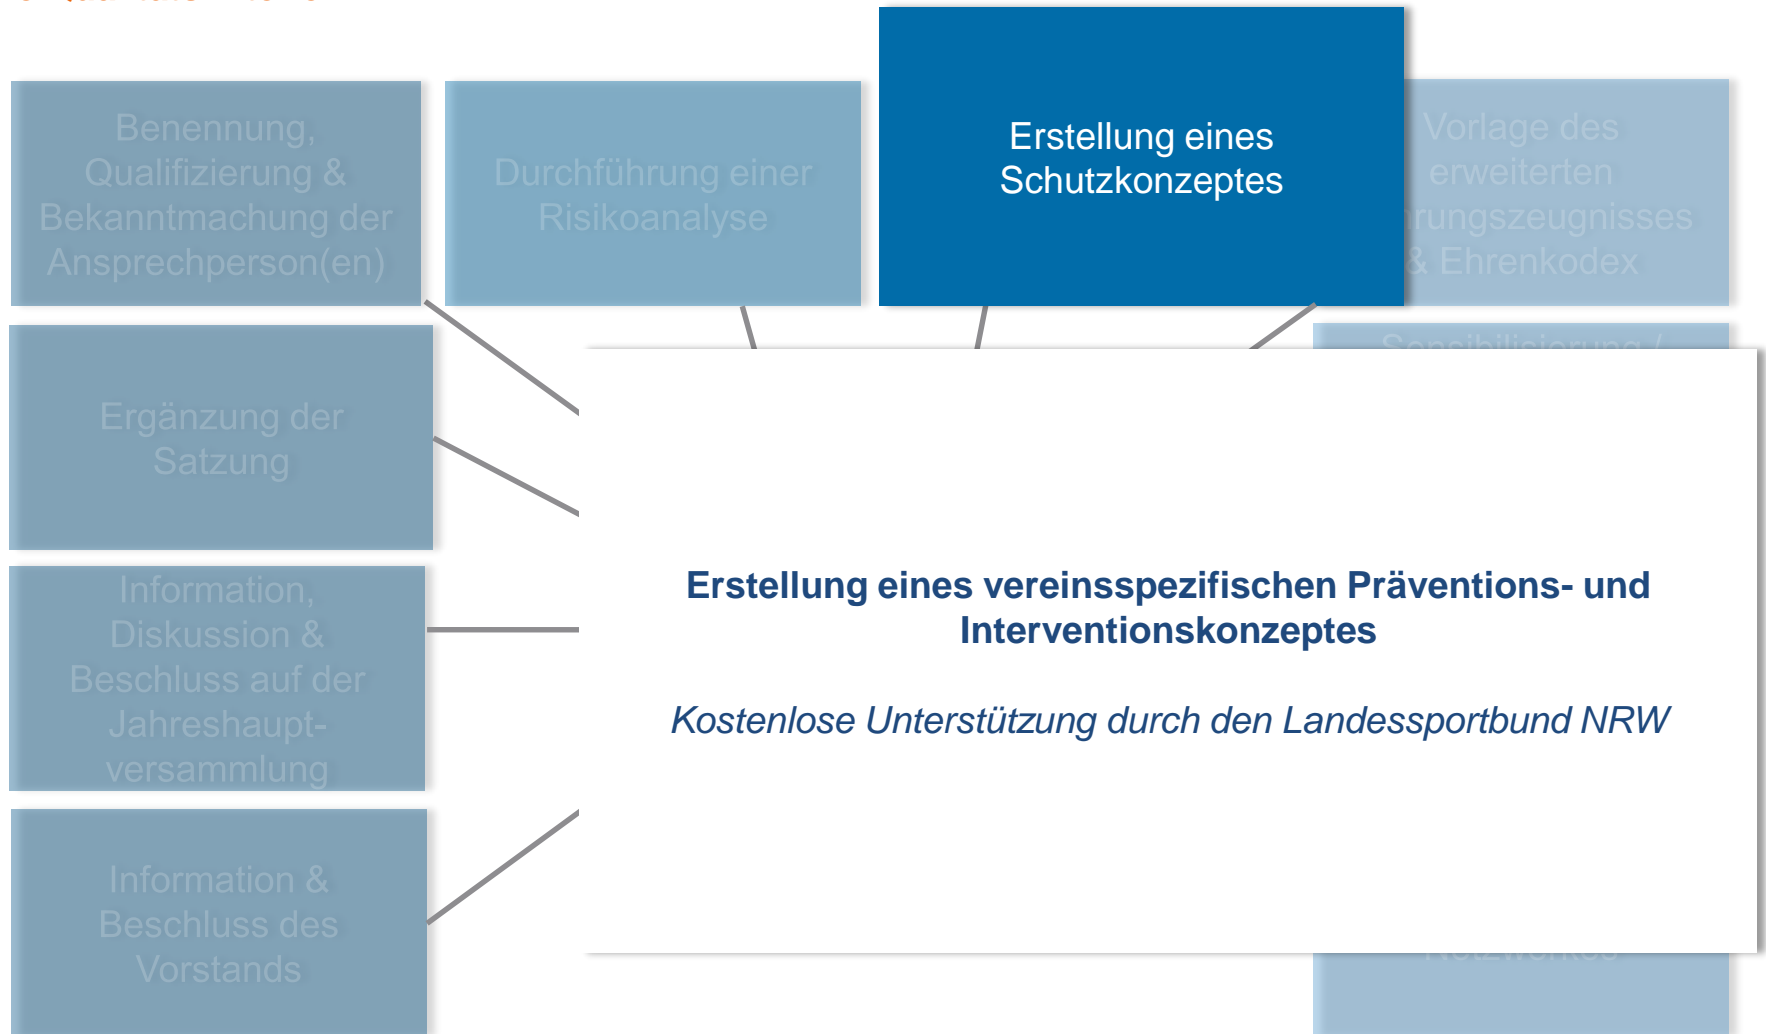 Benennung,
Qualifizierung &
Bekanntmachung der
Ansprechperson(en)
Durchführung einer
Risikoanalyse
Erstellung eines
Schutzkonzeptes
Vorlage des
erweiterten
& Ehrenkodex
Ergänzung der
Satzung
Sensibilisierung /
Information,
Diskussion &
Beschluss auf der
Jahreshaupt-
versammlung
Erstellung eines vereinsspezifischen Präventions- und
Interventionskonzeptes
Kostenlose Unterstützung durch den Landessportbund NRW
Information &
Beschluss des
Vorstands
Netzwerkes